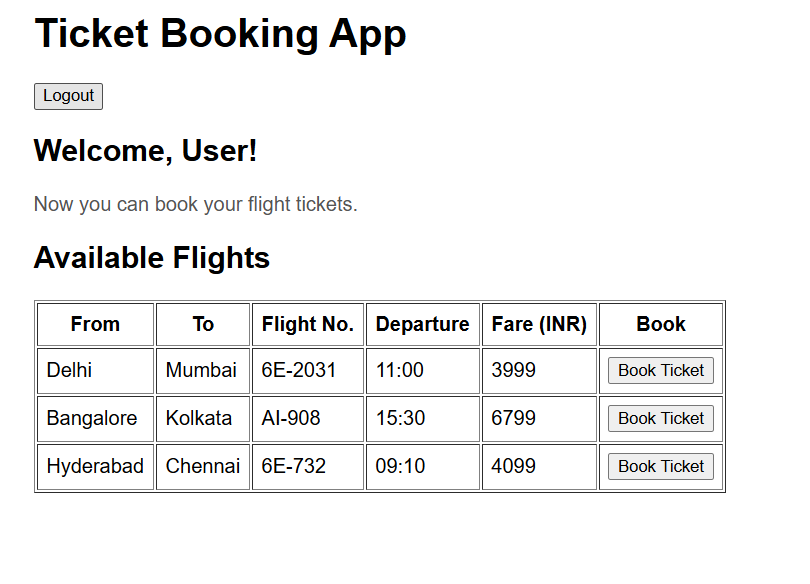 Ticket Booking App
Logout
Welcome, User!
Now you can book your flight tickets.
Available Flights
From To Flight No. Departure Fare (INR) Book
Delhi Mumbai 6E-2031 11:00 3999 Book Ticket
Bangalore Kolkata AI-908 15:30 6799 Book Ticket
Hyderabad Chennai 6E-732 09:10 4099 Book Ticket